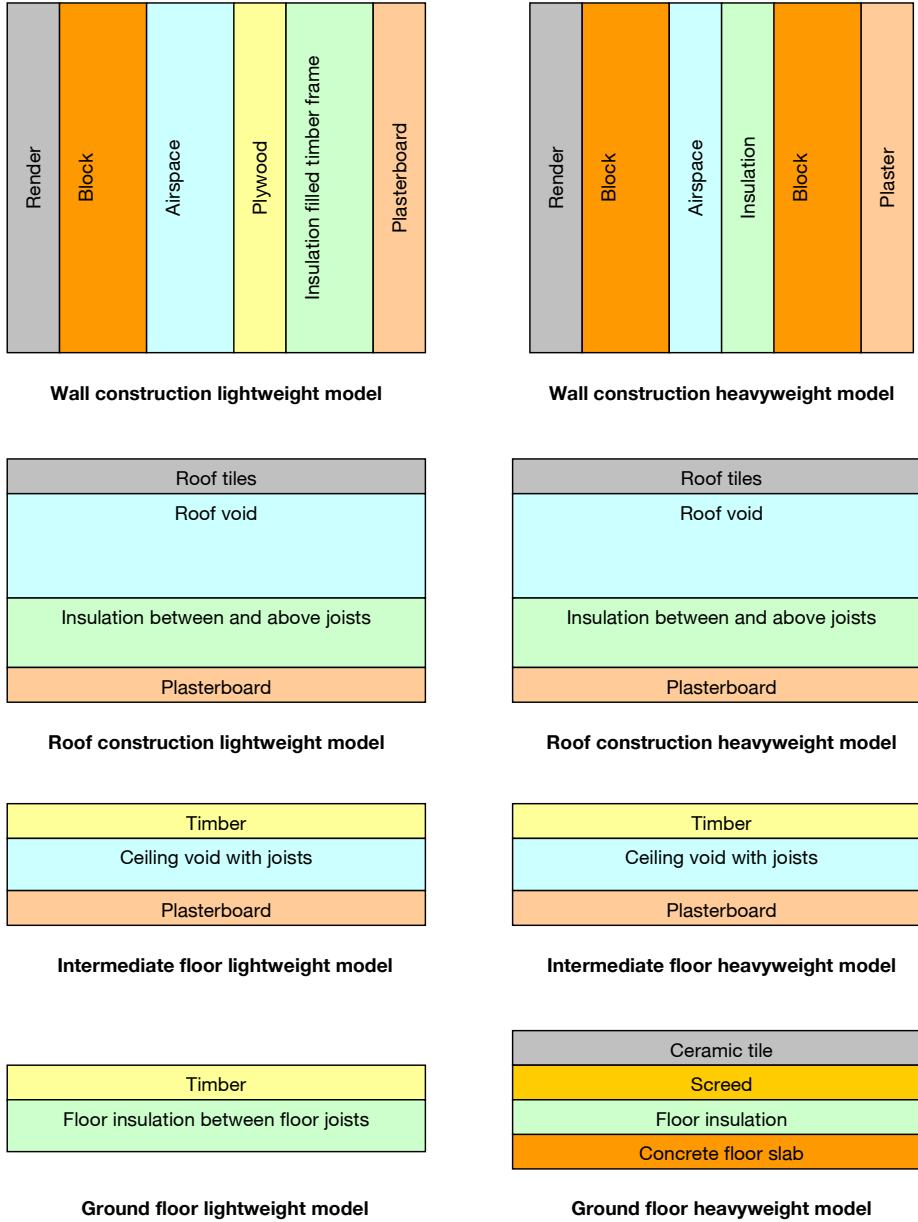 Render
Block
Airspace
Plywood
Insulation filled timber frame
Plasterboard
Wall construction lightweight model
Render
Block
Airspace
Insulation
Block
Plaster
Wall construction heavyweight model
Roof tiles
Roof void
Insulation between and above joists
Plasterboard
Roof construction lightweight model
Roof tiles
Roof void
Insulation between and above joists
Plasterboard
Roof construction heavyweight model
Timber
Ceiling void with joists
Plasterboard
Intermediate floor lightweight model
Timber
Ceiling void with joists
Plasterboard
Intermediate floor heavyweight model
Timber
Floor insulation between floor joists
Ground floor lightweight model
Ceramic tile
Screed
Floor insulation
Concrete floor slab
Ground floor heavyweight model